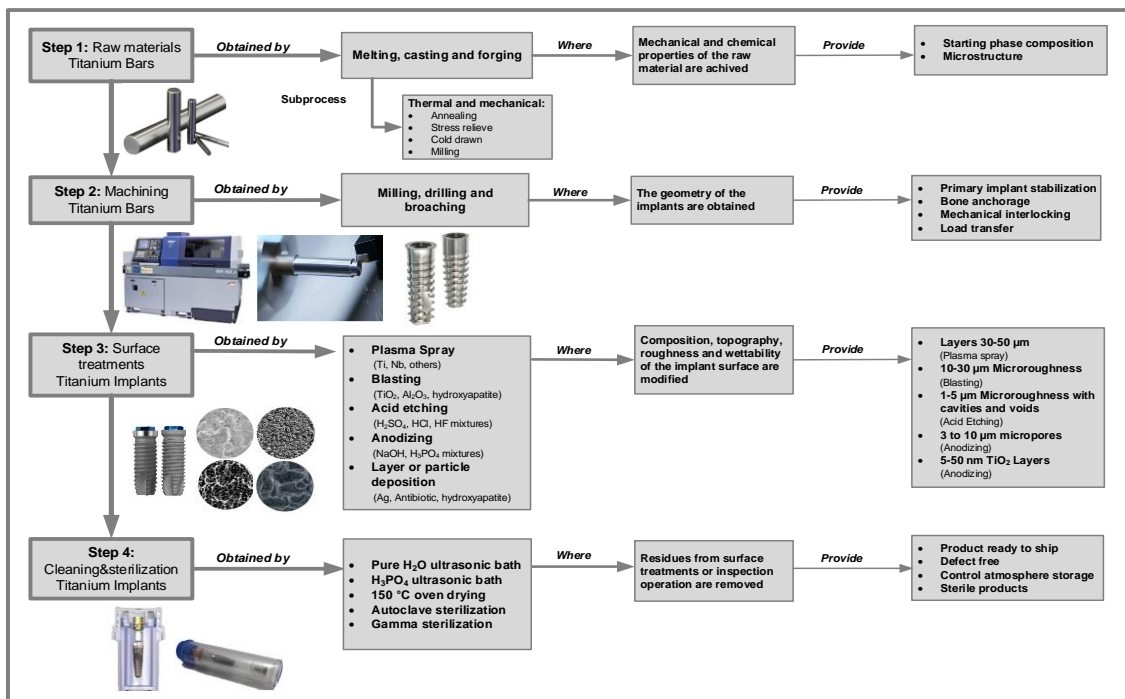 Step 1: Raw materials
Titanium Bars
Obtained by
Melting, casting and forging
Where
Mechanical and chemical
properties of the raw
material are achived
Provide
• Starting phase composition
• Microstructure
Subprocess
Thermal and mechanical:
• Annealing
• Stress relieve
• Cold drawn
• Milling
Step 2: Machining
Titanium Bars
Obtained by
Milling, drilling and
broaching
Where
The geometry of the
implants are obtained
Provide
• Primary implant stabilization
• Bone anchorage
• Mechanical interlocking
• Load transfer
Step 3: Surface
treatments
Titanium Implants
Obtained by
• Plasma Spray
(Ti, Nb, others)
• Blasting
(TiO₂, Al₂O₃, hydroxyapatite)
• Acid etching
(H₂SO₄, HCl, HF mixtures)
• Anodizing
(NaOH, H₃PO₄ mixtures)
• Layer or particle
deposition
(Ag, Antibiotic, hydroxyapatite)
Where
Composition, topography,
roughness and wettability
of the implant surface are
modified
Provide
• Layers 30-50 µm
(Plasma spray)
• 10-30 µm Microroughness
(Blasting)
• 1-5 µm Microroughness with
cavities and voids
(Acid Etching)
• 3 to 10 µm micropores
(Anodizing)
• 5-50 nm TiO₂ Layers
(Anodizing)
Step 4:
Cleaning&sterilization
Titanium Implants
Obtained by
• Pure H₂O ultrasonic bath
• H₃PO₄ ultrasonic bath
• 150 °C oven drying
• Autoclave sterilization
• Gamma sterilization
Where
Residues from surface
treatments or inspection
operation are removed
Provide
• Product ready to ship
• Defect free
• Control atmosphere storage
• Sterile products